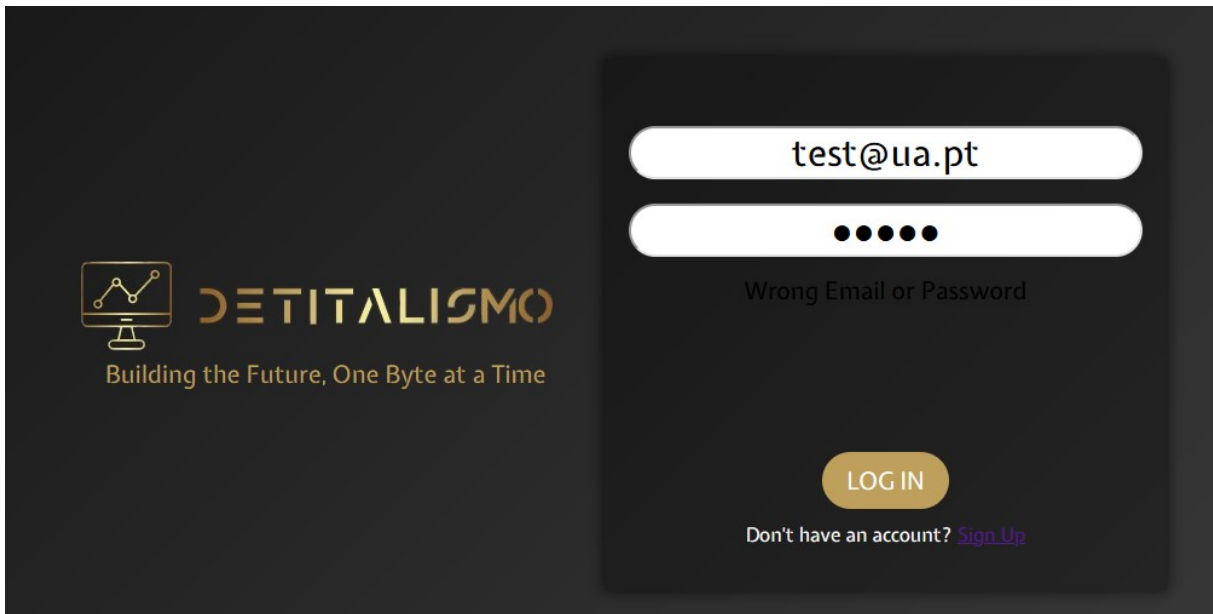 DETITALISMO
Building the Future, One Byte at a Time
test@ua.pt
●●●●●
Wrong Email or Password
LOG IN
Don't have an account? Sign Up